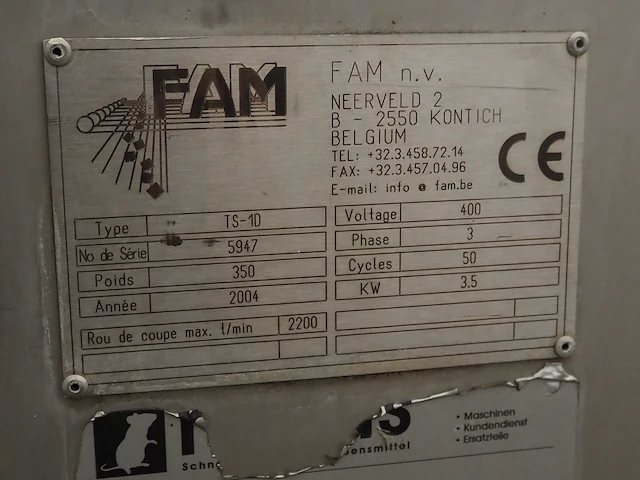 FAM
FAM n.v.
NEERVELD 2
B - 2550 KONTICH
BELGIUM
TEL: +32.3.458.72.14
FAX: +32.3.457.04.96
E-mail: info @ fam.be
CE
Type TS-1D
No de Série 5947
Poids 350
Année 2004
Rou de coupe max. t/min 2200
Voltage 400
Phase 3
Cycles 50
KW 3.5
• Maschinen
• Kundendienst
• Ersatzteile